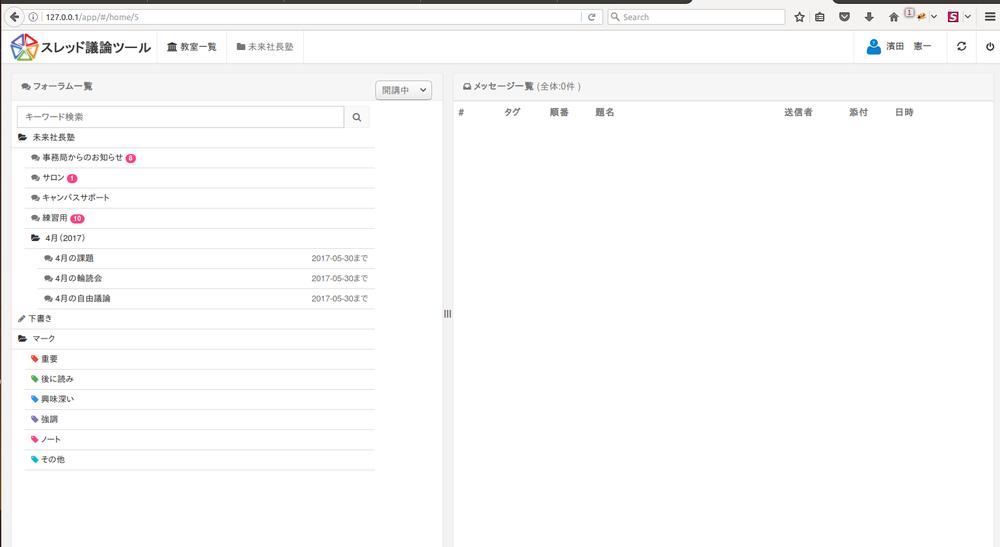 127.0.0.1/app/#/home/5
Search
1
スレッド議論ツール
教室一覧
未来社長塾
濱田　憲一
フォーラム一覧
開講中
キーワード検索
未来社長塾
事務局からのお知らせ 6
サロン 1
キャンパスサポート
練習用 10
4月(2017)
4月の課題 2017-05-30まで
4月の輪読会 2017-05-30まで
4月の自由議論 2017-05-30まで
下書き
マーク
重要
後に読み
興味深い
強調
ノート
その他
メッセージ一覧 (全体:0件 )
# タグ 順番 題名 送信者 添付 日時